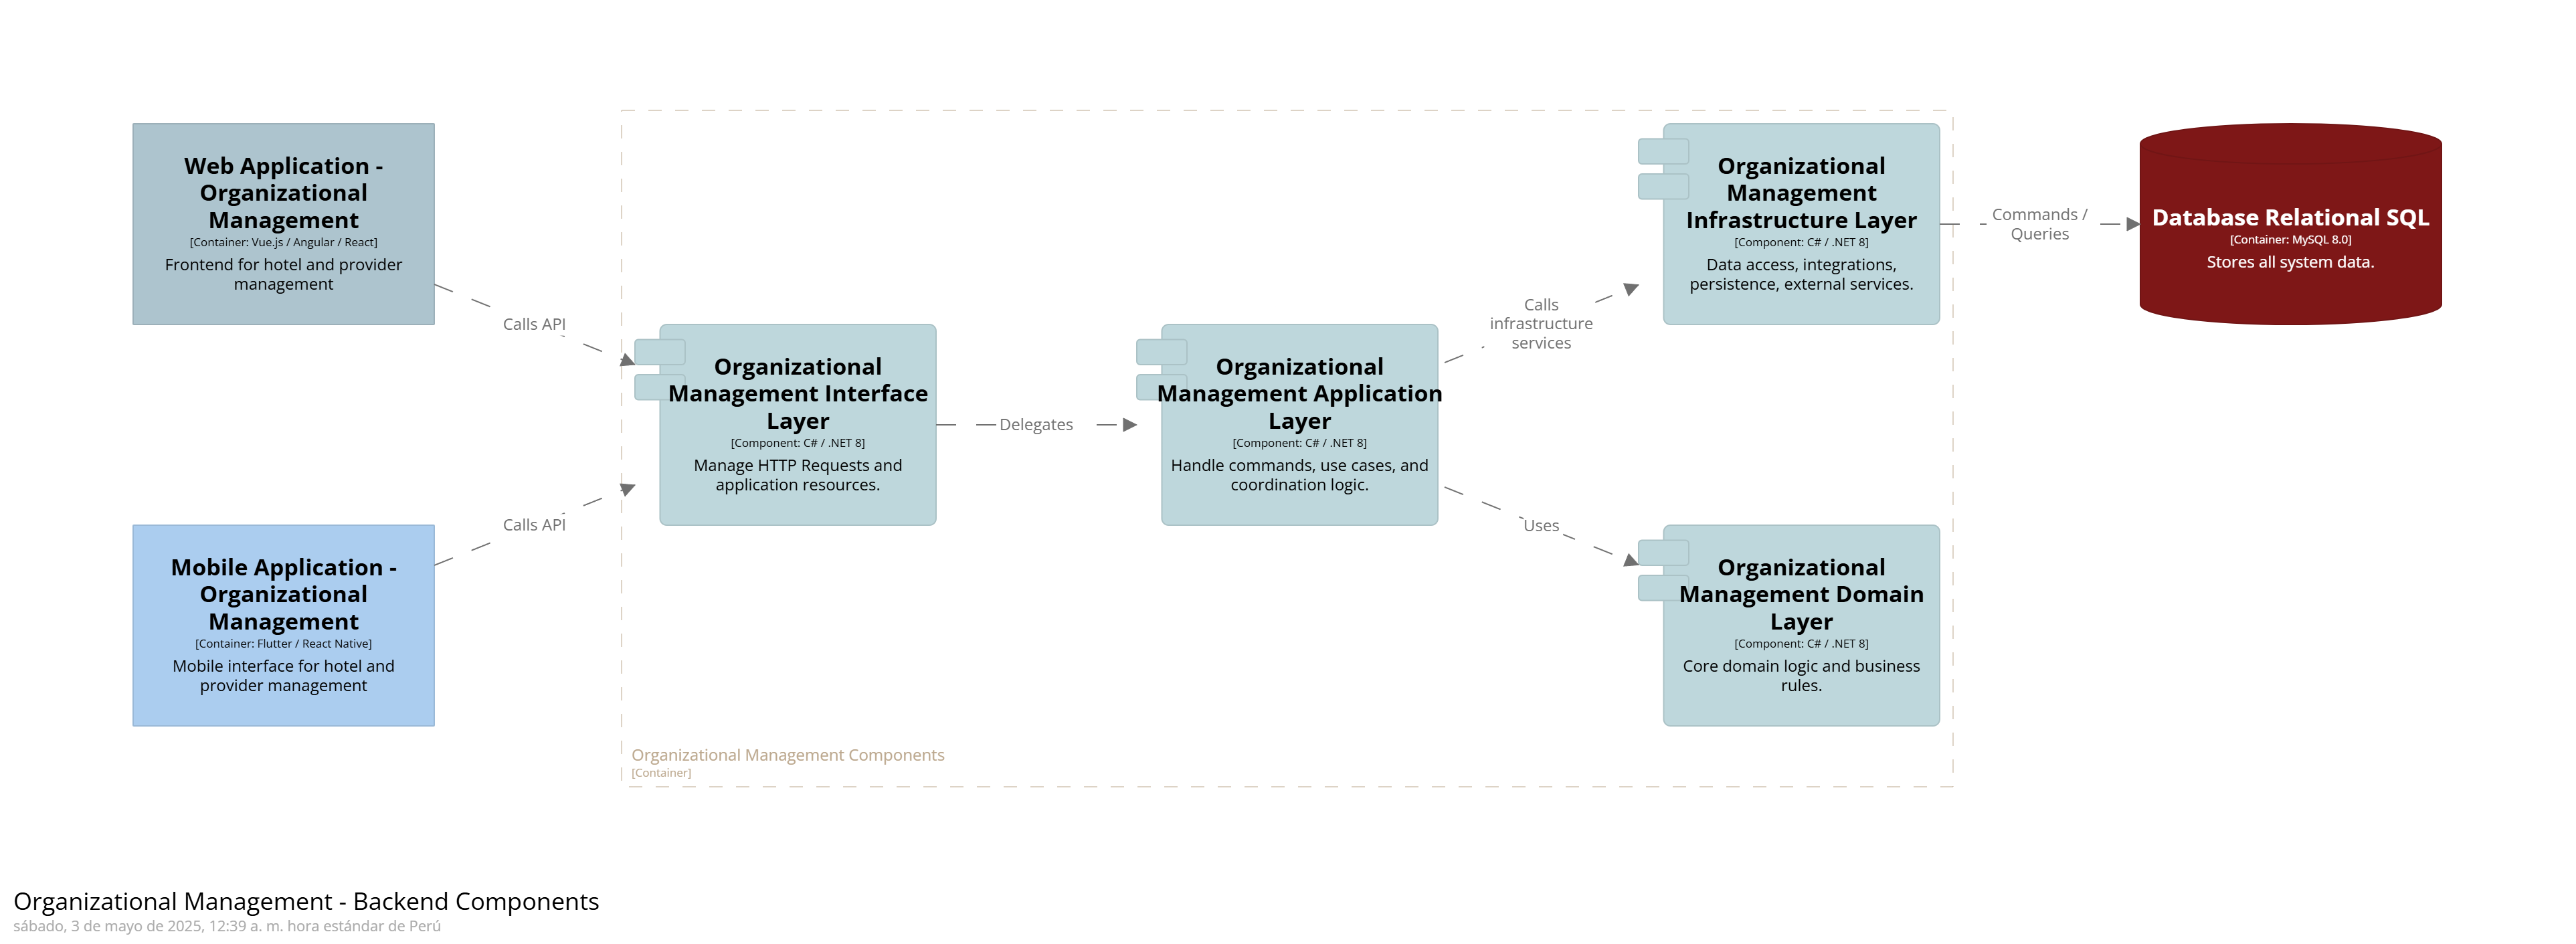 Web Application -
Organizational
Management
[Container: Vue.js / Angular / React]
Frontend for hotel and provider
management
Calls API
Mobile Application -
Organizational
Management
[Container: Flutter / React Native]
Mobile interface for hotel and
provider management
Calls API
Organizational
Management Interface
Layer
[Component: C# / .NET 8]
Manage HTTP Requests and
application resources.
Delegates
Organizational
Management Application
Layer
[Component: C# / .NET 8]
Handle commands, use cases, and
coordination logic.
Calls
infrastructure
services
Uses
Organizational
Management
Infrastructure Layer
[Component: C# / .NET 8]
Data access, integrations,
persistence, external services.
Organizational
Management Domain
Layer
[Component: C# / .NET 8]
Core domain logic and business
rules.
Commands /
Queries
Database Relational SQL
[Container: MySQL 8.0]
Stores all system data.
Organizational Management Components
[Container]
Organizational Management - Backend Components
sábado, 3 de mayo de 2025, 12:39 a. m. hora estándar de Perú